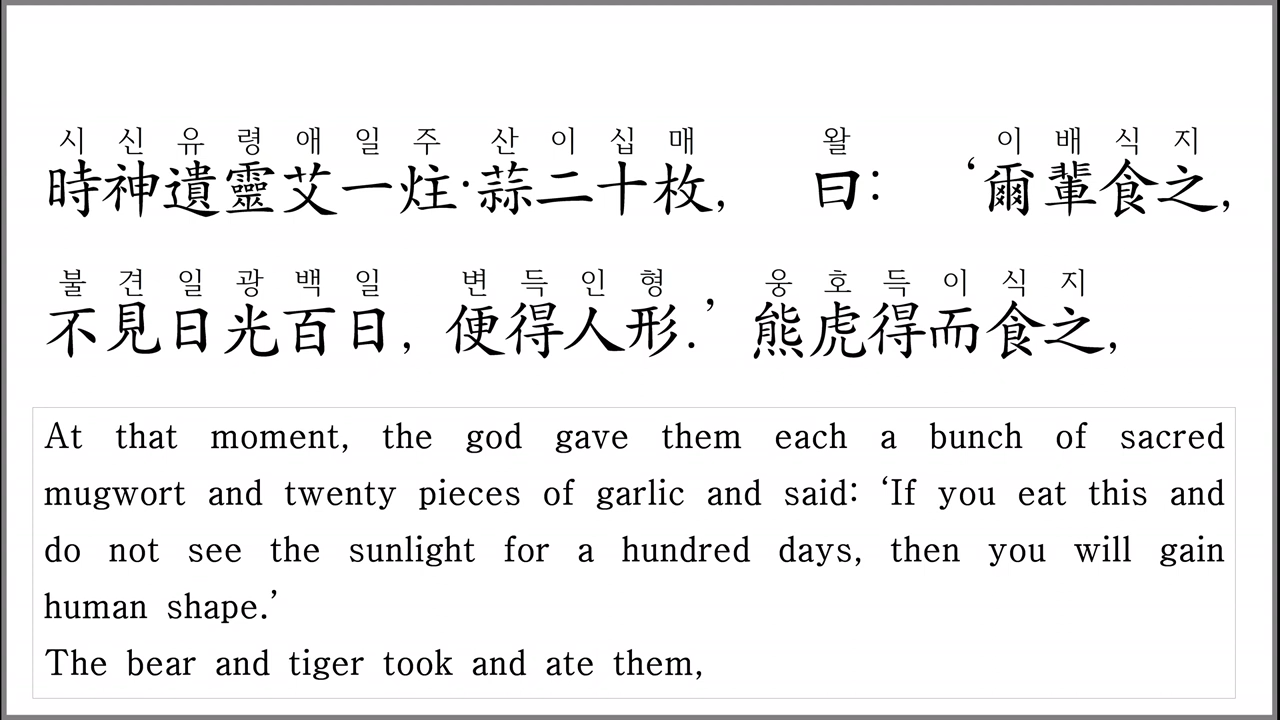 시 신 유 령 애 일 주 산 이 십 매 왈 이 배 식 지
時神遺靈艾一炷·蒜二十枚, 曰: ‘爾輩食之,
불 견 일 광 백 일 변 득 인 형 웅 호 득 이 식 지
不見日光百日, 便得人形.’ 熊虎得而食之,
At that moment, the god gave them each a bunch of sacred
mugwort and twenty pieces of garlic and said: ‘If you eat this and
do not see the sunlight for a hundred days, then you will gain
human shape.’
The bear and tiger took and ate them,